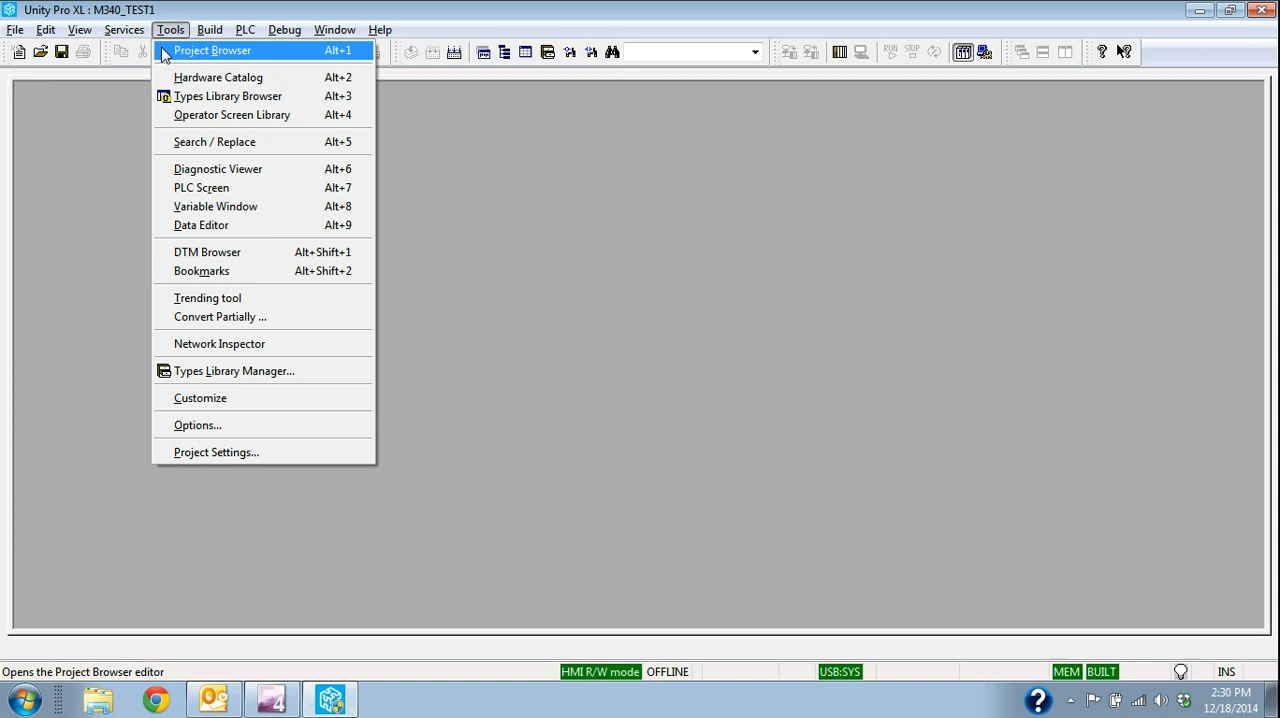 Unity Pro XL : M340_TEST1
File Edit View Services Tools Build PLC Debug Window Help
Project Browser Alt+1
Hardware Catalog Alt+2
Types Library Browser Alt+3
Operator Screen Library Alt+4
Search / Replace Alt+5
Diagnostic Viewer Alt+6
PLC Screen Alt+7
Variable Window Alt+8
Data Editor Alt+9
DTM Browser Alt+Shift+1
Bookmarks Alt+Shift+2
Trending tool
Convert Partially ...
Network Inspector
Types Library Manager...
Customize
Options...
Project Settings...
RUN STOP
Opens the Project Browser editor HMI R/W mode OFFLINE USB:SYS MEM BUILT INS
2:30 PM
12/18/2014